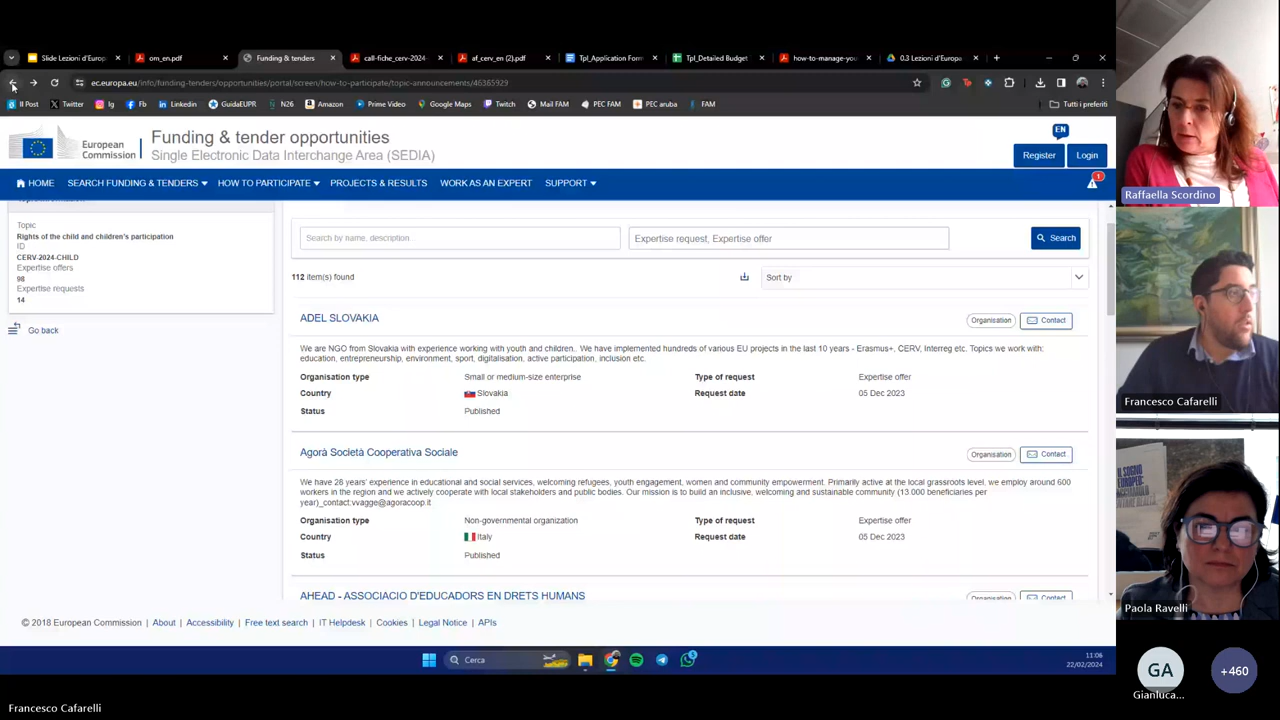 Slide Lezioni d'Europ
om_en.pdf
Funding & tenders
call-fiche_cerv-2024
af_cerv_en (2).pdf
Tpl_Application Form
Tpl_Detailed Budget
how-to-manage-you
0.3 Lezioni d'Europa
ec.europa.eu/info/funding-tenders/opportunities/portal/screen/how-to-participate/topic-announcements/46365929
Il Post Twitter Ig Fb Linkedin GuidaEUPR N26 Amazon Prime Video Google Maps Twitch Mail FAM PEC FAM PEC aruba FAM Tutti i preferiti
European
Commission
Funding & tender opportunities
Single Electronic Data Interchange Area (SEDIA)
EN
Register Login
HOME SEARCH FUNDING & TENDERS HOW TO PARTICIPATE PROJECTS & RESULTS WORK AS AN EXPERT SUPPORT 1
Topic
Rights of the child and children's participation
ID
CERV-2024-CHILD
Expertise offers
98
Expertise requests
14
Go back
Search by name, description...
Expertise request, Expertise offer
Search
112 item(s) found
Sort by
ADEL SLOVAKIA
Organisation Contact
We are NGO from Slovakia with experience working with youth and children.. We have implemented hundreds of various EU projects in the last 10 years - Erasmus+. CERV, Interreg etc. Topics we work with:
education, entrepreneurship, environment, sport, digitalisation, active participation, inclusion etc.
Organisation type Small or medium-size enterprise Type of request Expertise offer
Country Slovakia Request date 05 Dec 2023
Status Published
Agorà Società Cooperativa Sociale
Organisation Contact
We have 28 years' experience in educational and social services, welcoming refugees, youth engagement, women and community empowerment. Primarily active at the local grassroots level, we employ around 600
workers in the region and we actively cooperate with local stakeholders and public bodies. Our mission is to build an inclusive, welcoming and sustainable community (13.000 beneficiaries per
year)_contact:vvagge@agoracoop.it
Organisation type Non-governmental organization Type of request Expertise offer
Country Italy Request date 05 Dec 2023
Status Published
AHEAD - ASSOCIACIO D'EDUCADORS EN DRETS HUMANS
Organisation Contact
© 2018 European Commission | About | Accessibility | Free text search | IT Helpdesk | Cookies | Legal Notice | APIs
Cerca
11:06
22/02/2024
Francesco Cafarelli
Raffaella Scordino
Francesco Cafarelli
IL SOGNO
EUROPEO
Paola Ravelli
GA
Gianluca...
+460